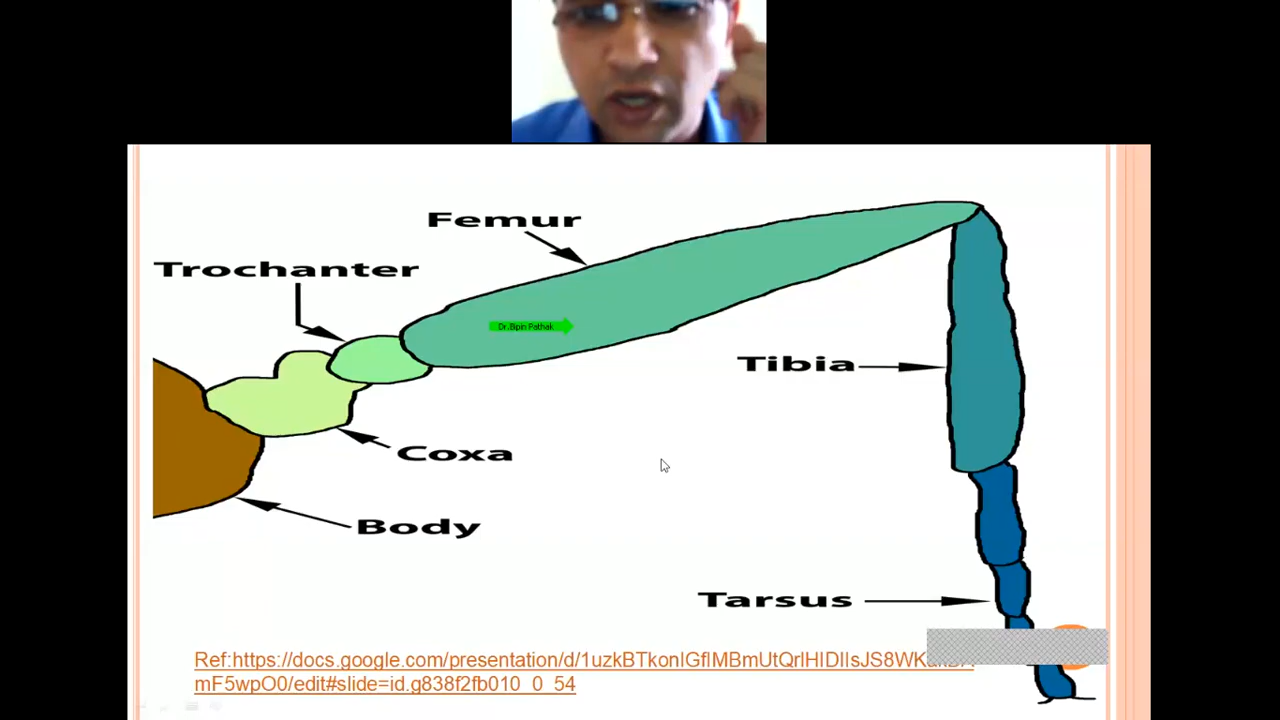 Femur
Trochanter
Dr.Bipin Pathak
Tibia
Coxa
Body
Tarsus
Ref:https://docs.google.com/presentation/d/
mF5wpO0/edit#slide=id.g838f2fb010_0_54